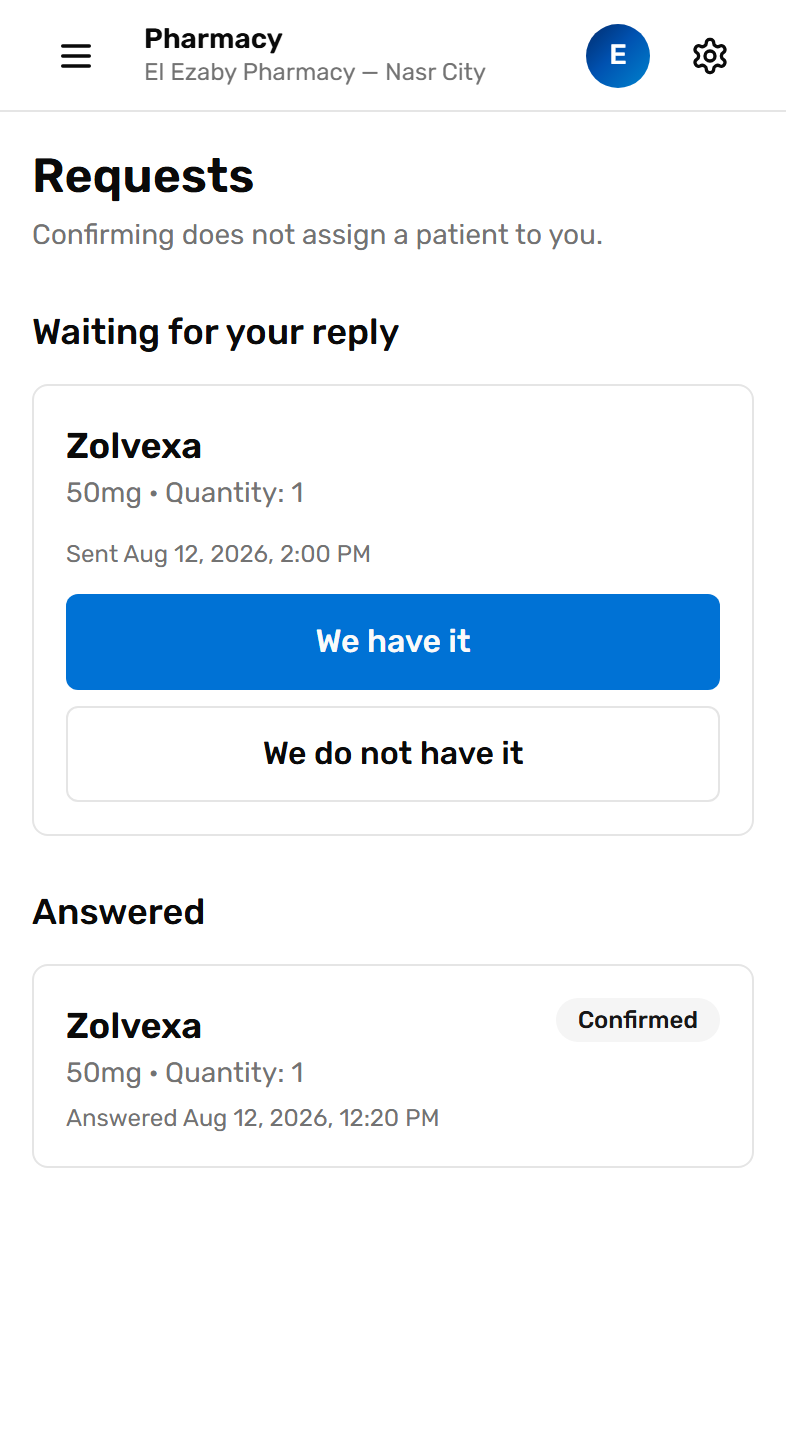 Pharmacy
El Ezaby Pharmacy — Nasr City
E
Requests
Confirming does not assign a patient to you.
Waiting for your reply
Zolvexa
50mg • Quantity: 1
Sent Aug 12, 2026, 2:00 PM
We have it
We do not have it
Answered
Zolvexa
Confirmed
50mg • Quantity: 1
Answered Aug 12, 2026, 12:20 PM